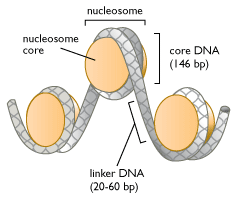 nucleosome
nucleosome
core
core DNA
(146 bp)
linker DNA
(20-60 bp)